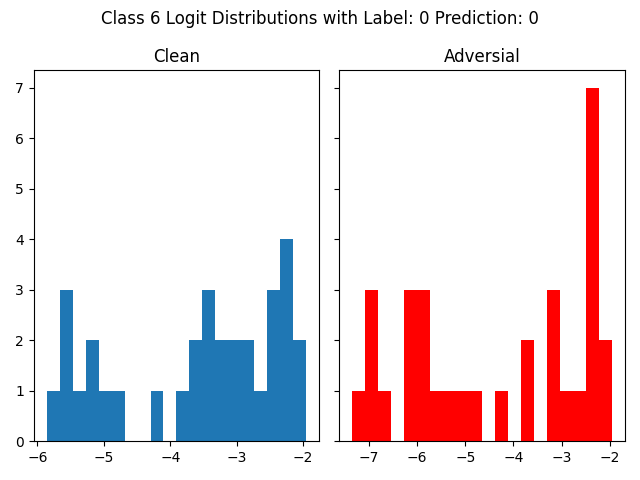 Class 6 Logit Distributions with Label: 0 Prediction: 0
Clean
Adversial
7
6
5
4
3
2
1
0
−6 −5 −4 −3 −2
−7 −6 −5 −4 −3 −2